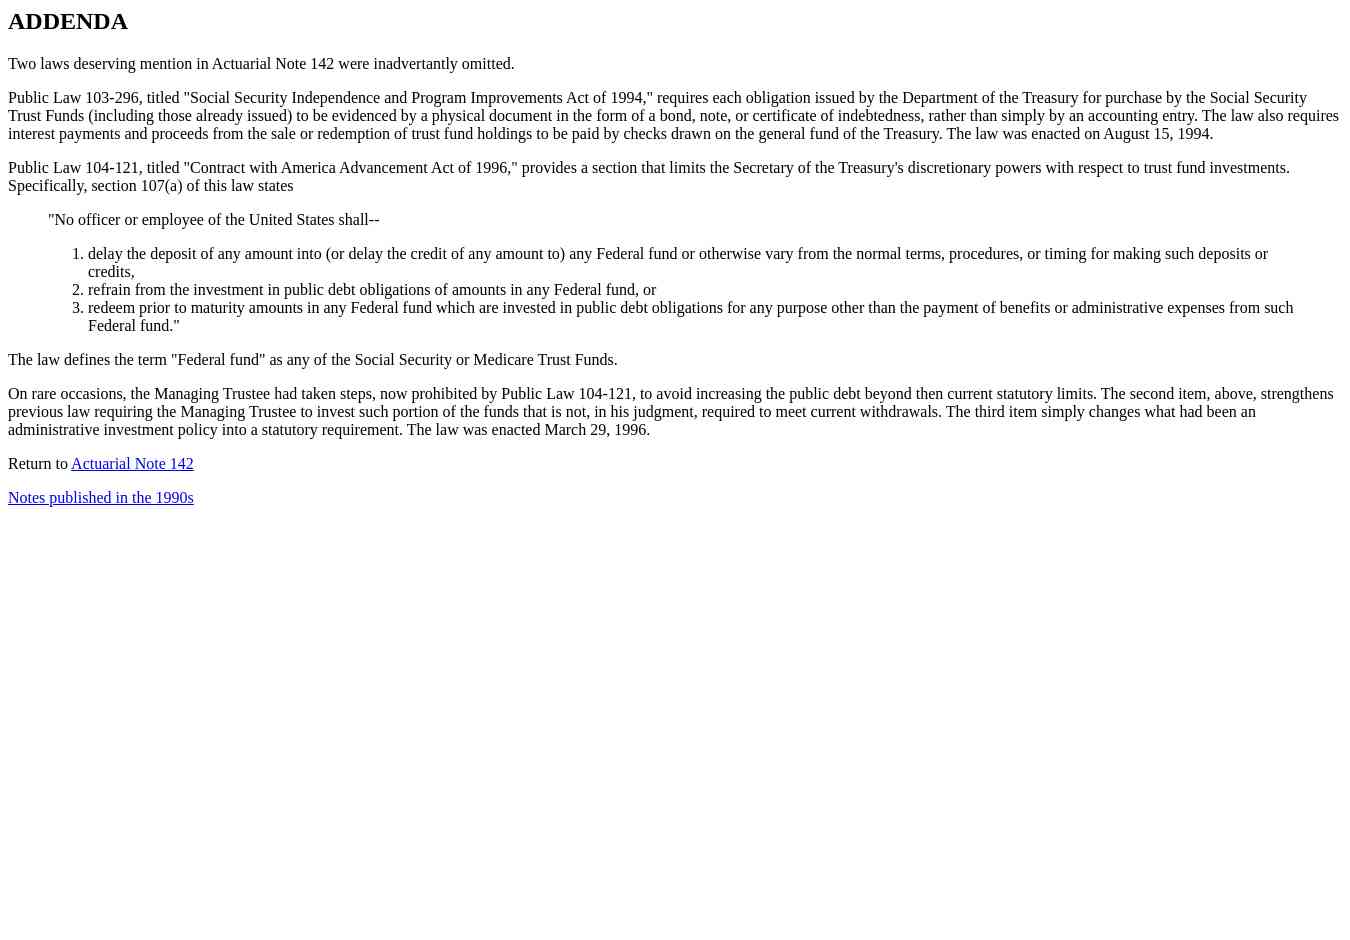 ADDENDA
Two laws deserving mention in Actuarial Note 142 were inadvertantly omitted.
Public Law 103-296, titled "Social Security Independence and Program Improvements Act of 1994," requires each obligation issued by the Department of the Treasury for purchase by the Social Security
Trust Funds (including those already issued) to be evidenced by a physical document in the form of a bond, note, or certificate of indebtedness, rather than simply by an accounting entry. The law also requires
interest payments and proceeds from the sale or redemption of trust fund holdings to be paid by checks drawn on the general fund of the Treasury. The law was enacted on August 15, 1994.
Public Law 104-121, titled "Contract with America Advancement Act of 1996," provides a section that limits the Secretary of the Treasury's discretionary powers with respect to trust fund investments.
Specifically, section 107(a) of this law states
"No officer or employee of the United States shall--
1. delay the deposit of any amount into (or delay the credit of any amount to) any Federal fund or otherwise vary from the normal terms, procedures, or timing for making such deposits or
credits,
2. refrain from the investment in public debt obligations of amounts in any Federal fund, or
3. redeem prior to maturity amounts in any Federal fund which are invested in public debt obligations for any purpose other than the payment of benefits or administrative expenses from such
Federal fund."
The law defines the term "Federal fund" as any of the Social Security or Medicare Trust Funds.
On rare occasions, the Managing Trustee had taken steps, now prohibited by Public Law 104-121, to avoid increasing the public debt beyond then current statutory limits. The second item, above, strengthens
previous law requiring the Managing Trustee to invest such portion of the funds that is not, in his judgment, required to meet current withdrawals. The third item simply changes what had been an
administrative investment policy into a statutory requirement. The law was enacted March 29, 1996.
Return to Actuarial Note 142
Notes published in the 1990s